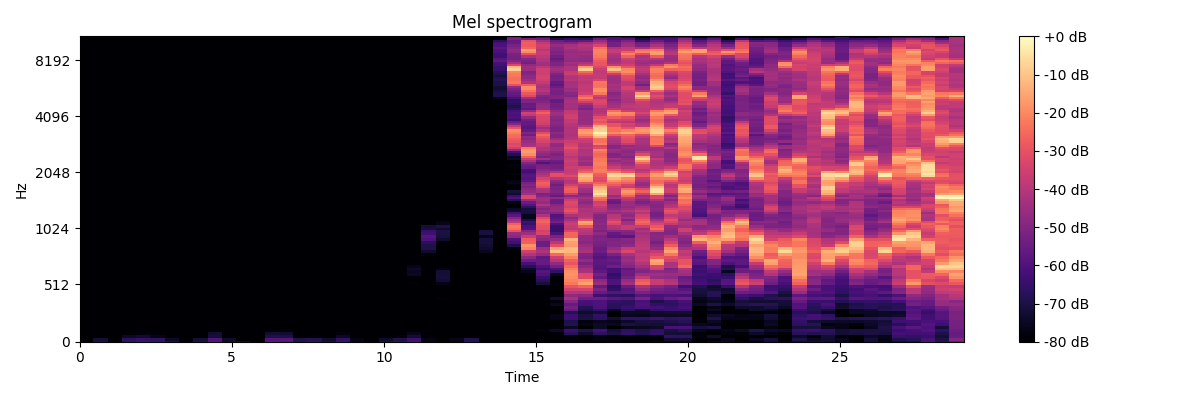 Mel spectrogram
Hz
8192
4096
2048
1024
512
0
0 5 10 15 20 25
Time
+0 dB
-10 dB
-20 dB
-30 dB
-40 dB
-50 dB
-60 dB
-70 dB
-80 dB